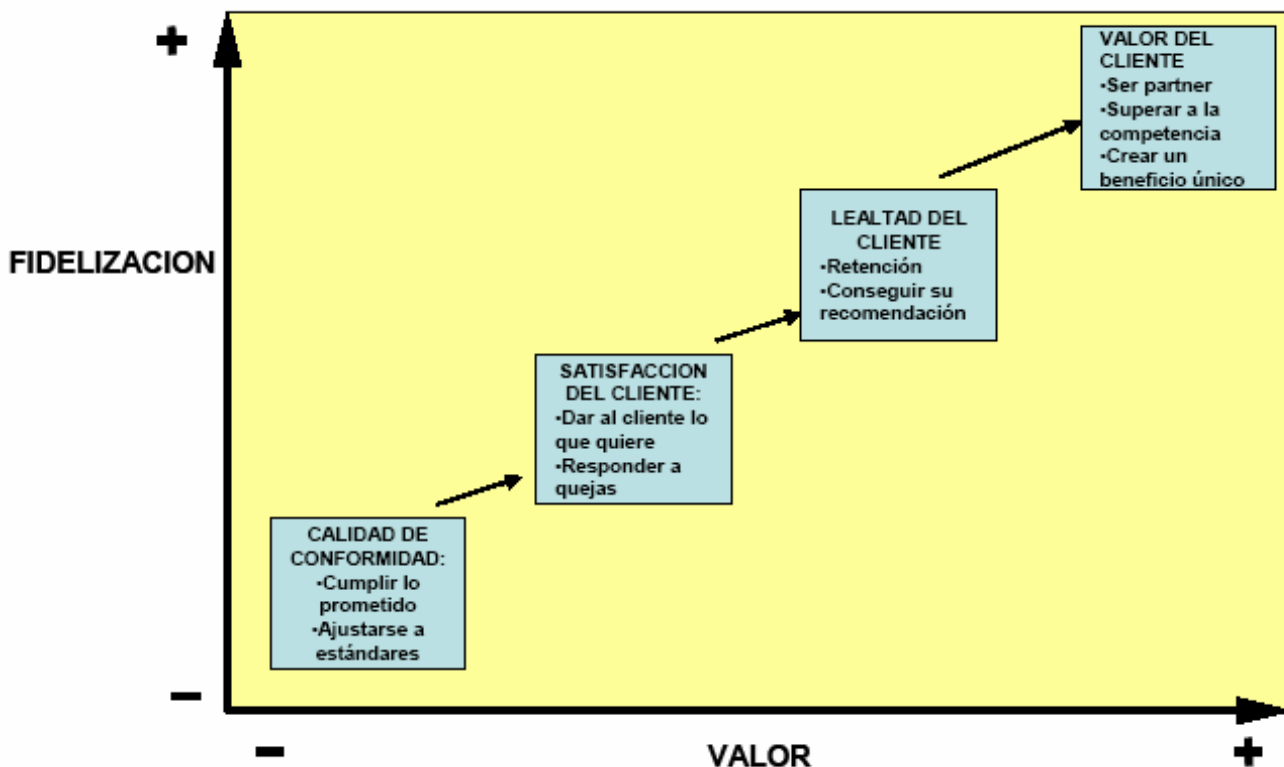 +
VALOR DEL
CLIENTE
•Ser partner
•Superar a la
competencia
•Crear un
beneficio único
LEALTAD DEL
CLIENTE
•Retención
•Conseguir su
recomendación
FIDELIZACION
SATISFACCION
DEL CLIENTE:
•Dar al cliente lo
que quiere
•Responder a
quejas
CALIDAD DE
CONFORMIDAD:
•Cumplir lo
prometido
•Ajustarse a
estándares
−
− VALOR +